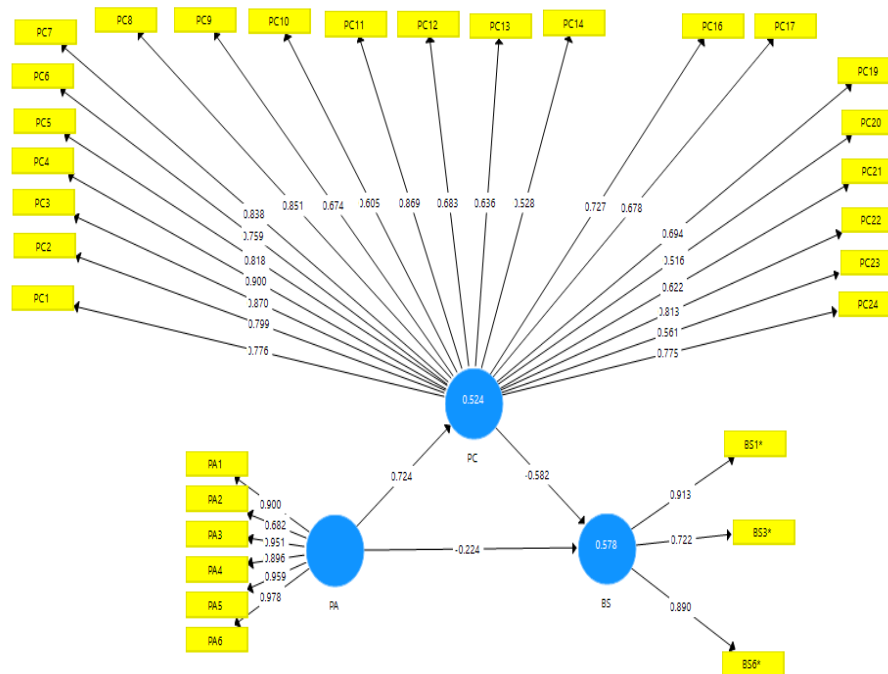 PC7
PC8
PC9
PC10
PC11
PC12
PC13
PC14
PC16
PC17
PC6
PC5
PC4
PC3
PC2
PC1
PC19
PC20
PC21
PC22
PC23
PC24
0.838
0.851
0.674
0.605
0.869
0.683
0.636
0.528
0.727
0.678
0.759
0.818
0.900
0.870
0.799
0.776
0.694
0.516
0.622
0.813
0.561
0.775
0.524
PC
0.724
-0.582
PA1
PA2
PA3
PA4
PA5
PA6
0.900
0.682
0.951
0.896
0.959
0.978
PA
-0.224
0.578
BS
0.913
0.722
0.890
BS1*
BS3*
BS6*